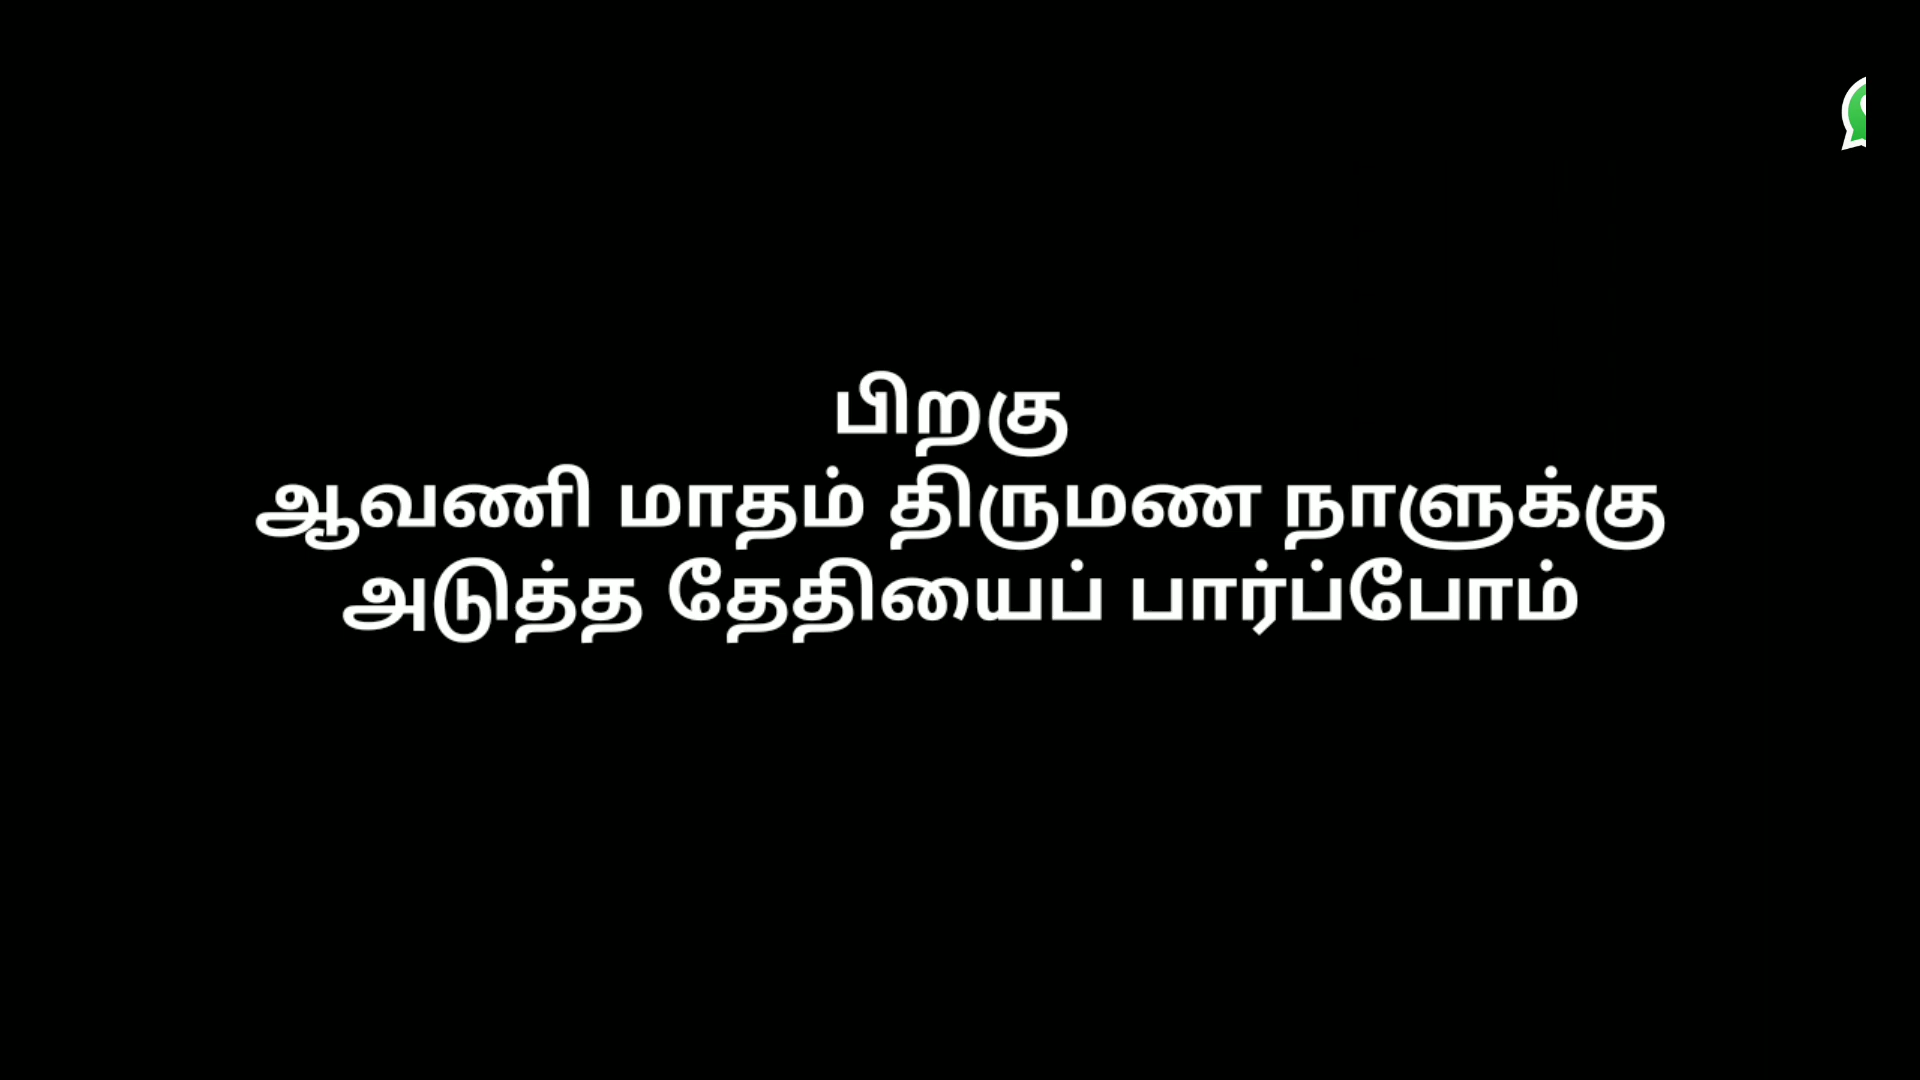 பிறகு
ஆவணி மாதம் திருமண நாளுக்கு
அடுத்த தேதியைப் பார்ப்போம்